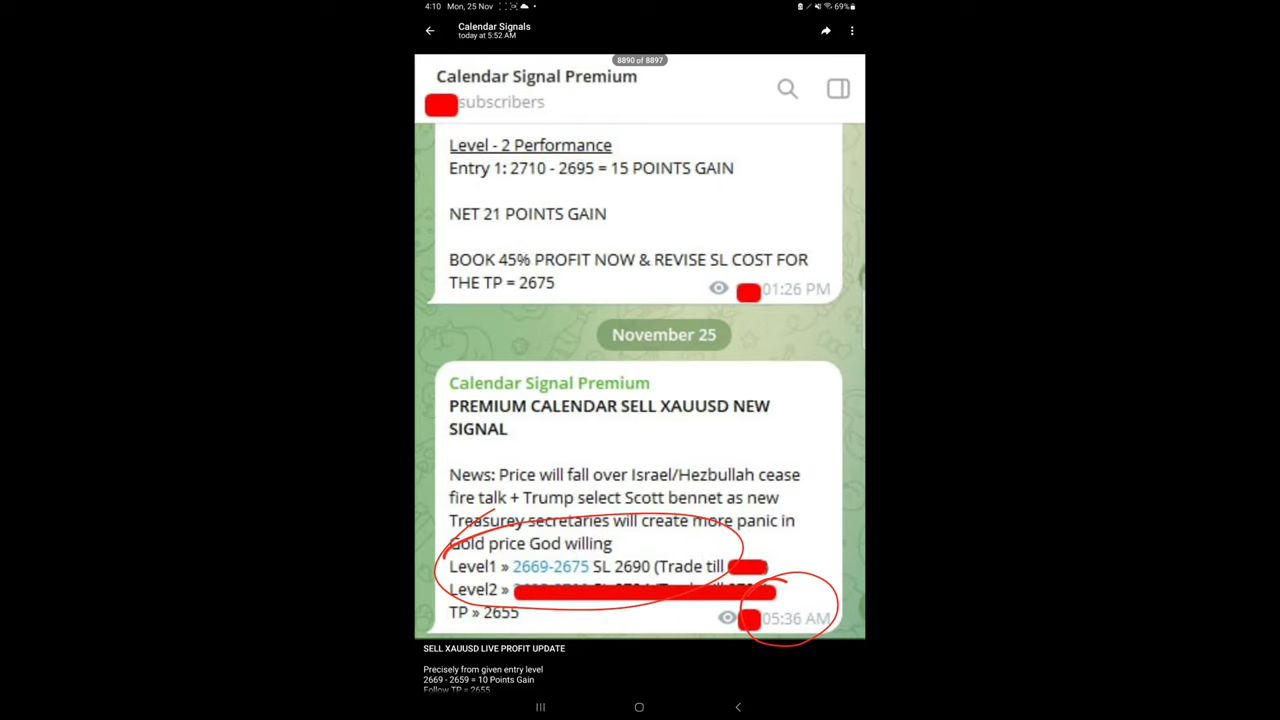 4:10 Mon, 25 Nov
69%
Calendar Signals
today at 5:52 AM
8890 of 8897
Calendar Signal Premium
subscribers
Level - 2 Performance
Entry 1: 2710 - 2695 = 15 POINTS GAIN
NET 21 POINTS GAIN
BOOK 45% PROFIT NOW & REVISE SL COST FOR
THE TP = 2675
01:26 PM
November 25
Calendar Signal Premium
PREMIUM CALENDAR SELL XAUUSD NEW
SIGNAL
News: Price will fall over Israel/Hezbullah cease
fire talk + Trump select Scott bennet as new
Treasurey secretaries will create more panic in
Gold price God willing
Level1 » 2669-2675 SL 2690 (Trade till
Level2 »
TP » 2655
05:36 AM
SELL XAUUSD LIVE PROFIT UPDATE
Precisely from given entry level
2669 - 2659 = 10 Points Gain
Follow TP = 2655